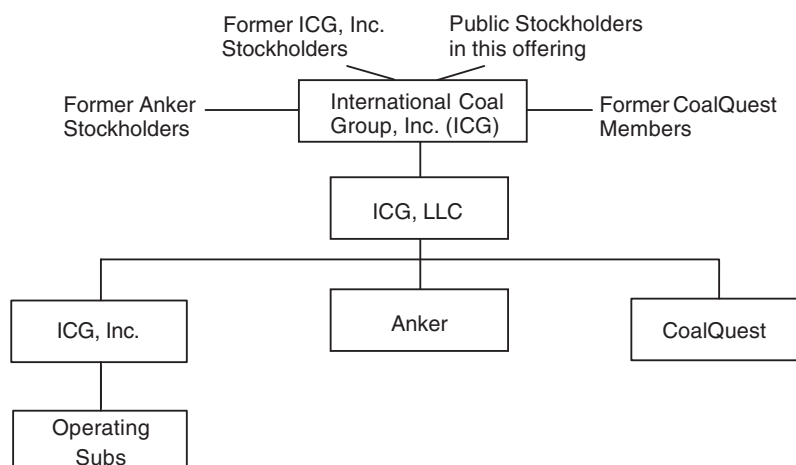 Former ICG, Inc.
Stockholders
Public Stockholders
in this offering
Former Anker
Stockholders
International Coal
Group, Inc. (ICG)
Former CoalQuest
Members
ICG, LLC
ICG, Inc.
Anker
CoalQuest
Operating
Subs